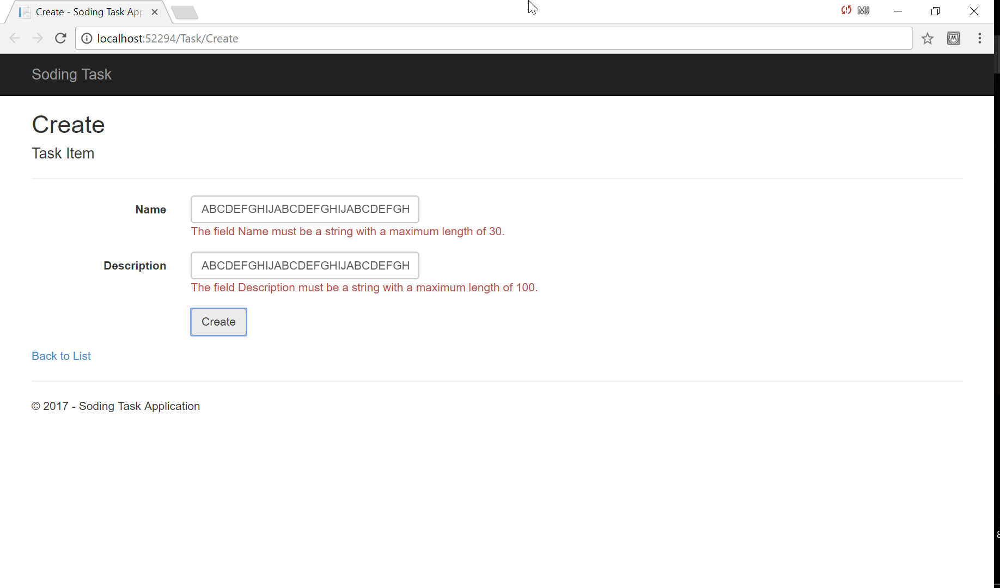 Create - Soding Task App
MJ
localhost:52294/Task/Create
Soding Task
Create
Task Item
Name
ABCDEFGHIJABCDEFGHIJABCDEFGH
The field Name must be a string with a maximum length of 30.
Description
ABCDEFGHIJABCDEFGHIJABCDEFGH
The field Description must be a string with a maximum length of 100.
Create
Back to List
© 2017 - Soding Task Application